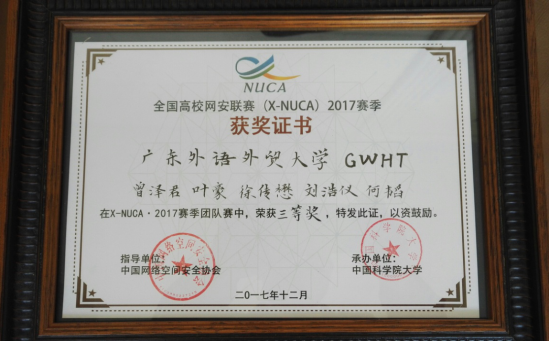 NUCA
全国高校网安联赛（X-NUCA）2017赛季
获奖证书
广东外语外贸大学 GWHT
曾泽君 叶豪 徐传懋 刘浩仪 何韬
在X-NUCA·2017赛季团队赛中，荣获三等奖，特发此证，以资鼓励。
指导单位：
中国网络空间安全协会
承办单位：
中国科学院大学
二〇一七年十二月